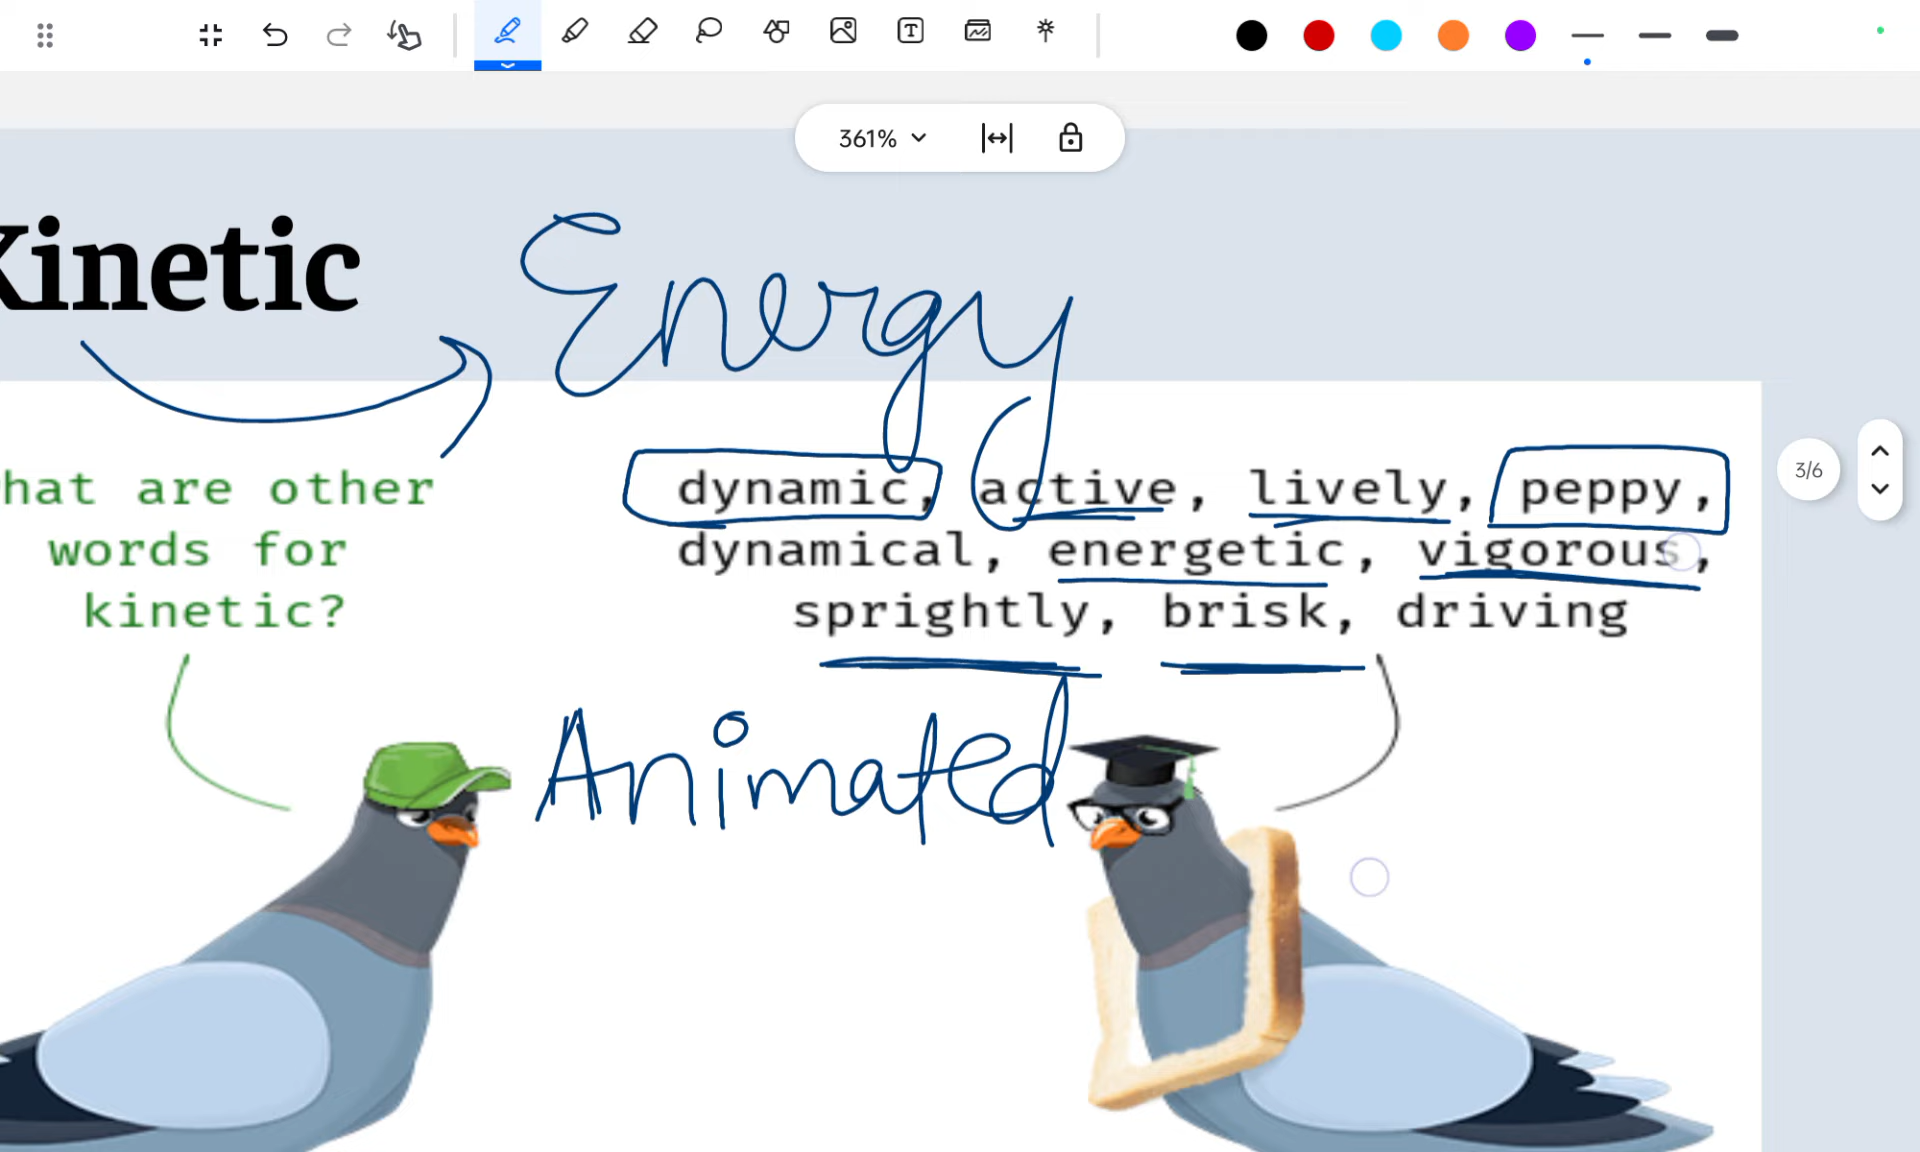 361%
Kinetic Energy
hat are other
words for
kinetic?
dynamic, active, lively, peppy,
dynamical, energetic, vigorous,
sprightly, brisk, driving
3/6
Animated